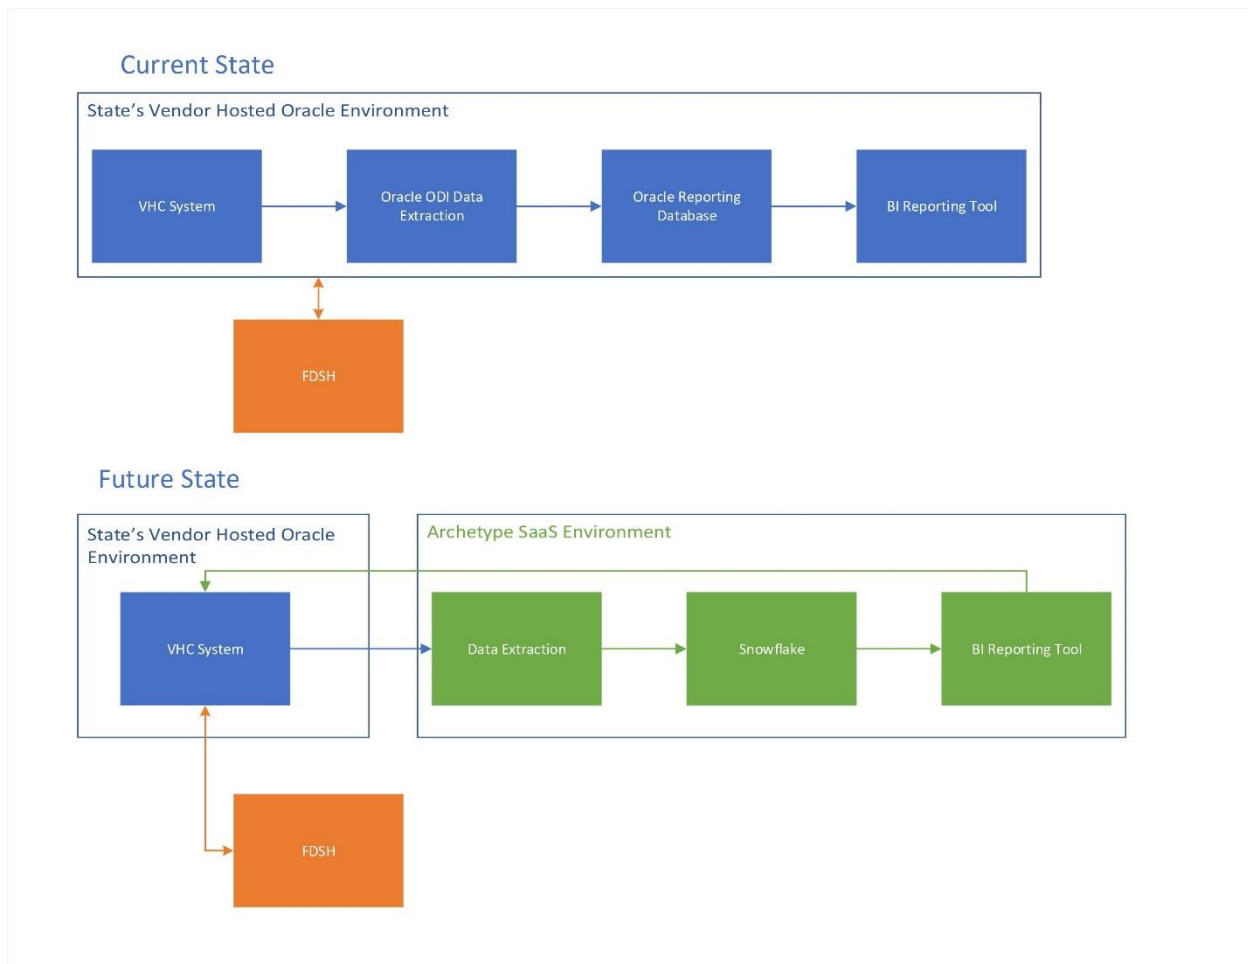 Current State
State's Vendor Hosted Oracle Environment
VHC System
Oracle ODI Data
Extraction
Oracle Reporting
Database
BI Reporting Tool
FDSH
Future State
State's Vendor Hosted Oracle
Environment
Archetype SaaS Environment
VHC System
Data Extraction
Snowflake
BI Reporting Tool
FDSH